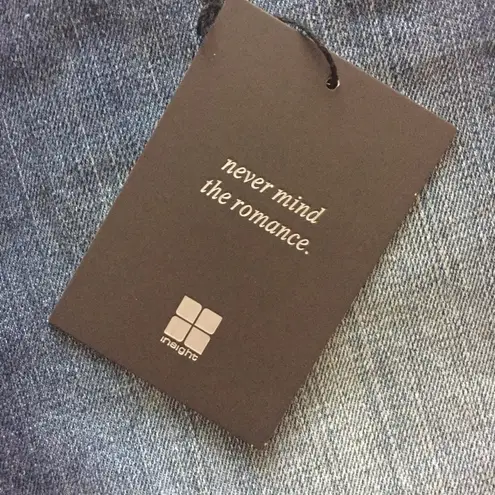 never mind
the romance.
insight